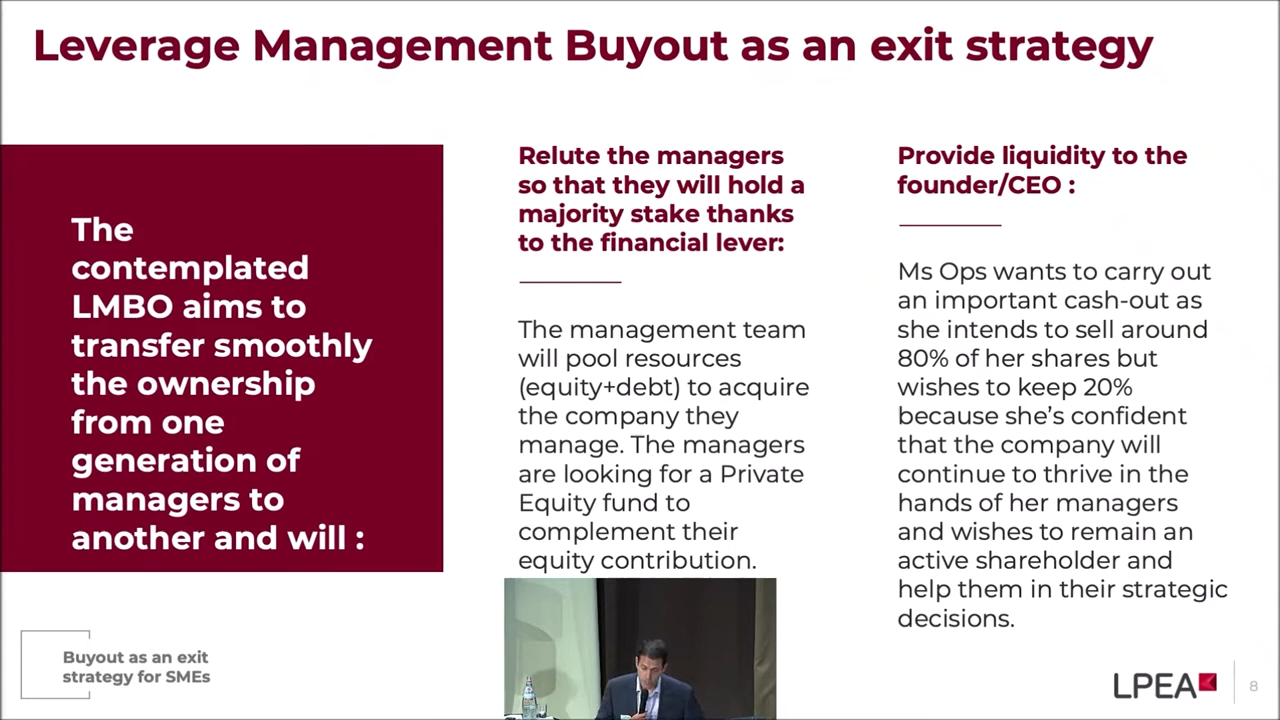 Leverage Management Buyout as an exit strategy
The
contemplated
LMBO aims to
transfer smoothly
the ownership
from one
generation of
managers to
another and will :
Relute the managers
so that they will hold a
majority stake thanks
to the financial lever:
The management team
will pool resources
(equity+debt) to acquire
the company they
manage. The managers
are looking for a Private
Equity fund to
complement their
equity contribution.
Provide liquidity to the
founder/CEO :
Ms Ops wants to carry out
an important cash-out as
she intends to sell around
80% of her shares but
wishes to keep 20%
because she’s confident
that the company will
continue to thrive in the
hands of her managers
and wishes to remain an
active shareholder and
help them in their strategic
decisions.
Buyout as an exit
strategy for SMEs
LPEA
8